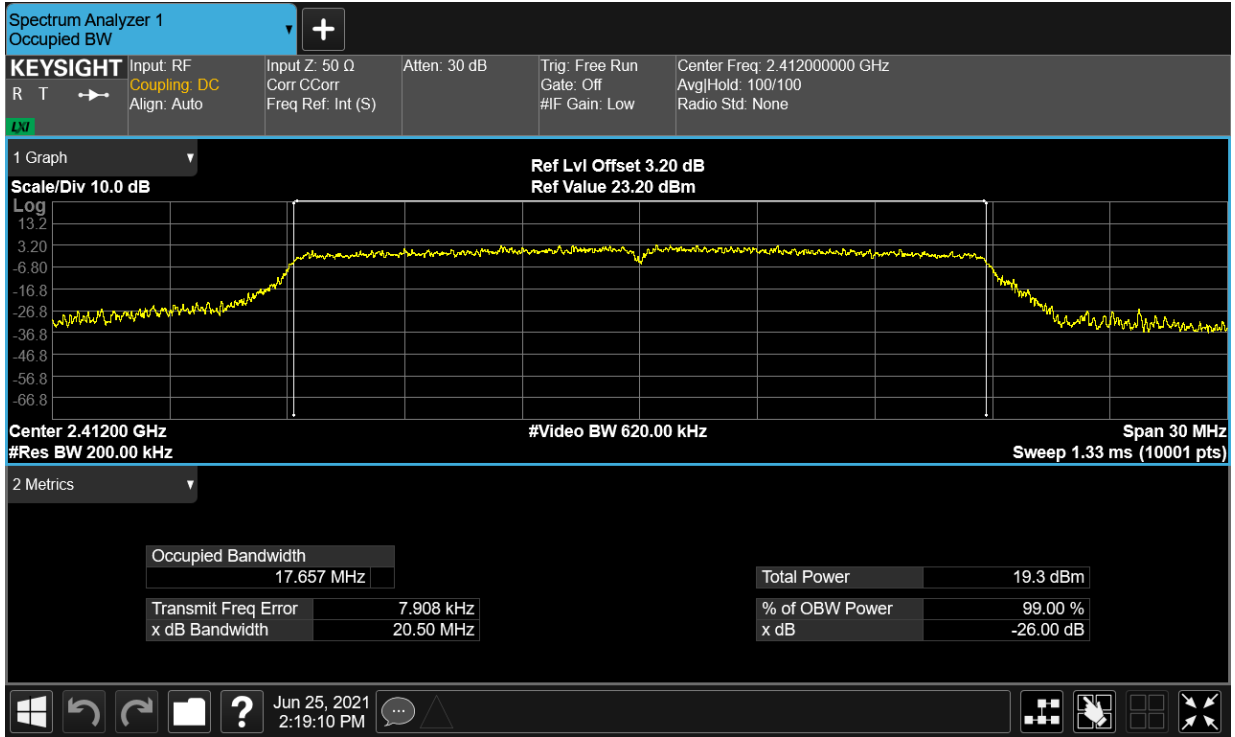 Spectrum Analyzer 1
Occupied BW
KEYSIGHT
R T
LXI
Input: RF
Coupling: DC
Align: Auto
Input Z: 50 Ω
Corr CCorr
Freq Ref: Int (S)
Atten: 30 dB
Trig: Free Run
Gate: Off
#IF Gain: Low
Center Freq: 2.412000000 GHz
Avg|Hold: 100/100
Radio Std: None
1 Graph
Scale/Div 10.0 dB
Ref Lvl Offset 3.20 dB
Ref Value 23.20 dBm
Log
13.2
3.20
-6.80
-16.8
-26.8
-36.8
-46.8
-56.8
-66.8
Center 2.41200 GHz
#Res BW 200.00 kHz
#Video BW 620.00 kHz
Span 30 MHz
Sweep 1.33 ms (10001 pts)
2 Metrics
Occupied Bandwidth
17.657 MHz
Transmit Freq Error 7.908 kHz
x dB Bandwidth 20.50 MHz
Total Power 19.3 dBm
% of OBW Power 99.00 %
x dB -26.00 dB
?
Jun 25, 2021
2:19:10 PM